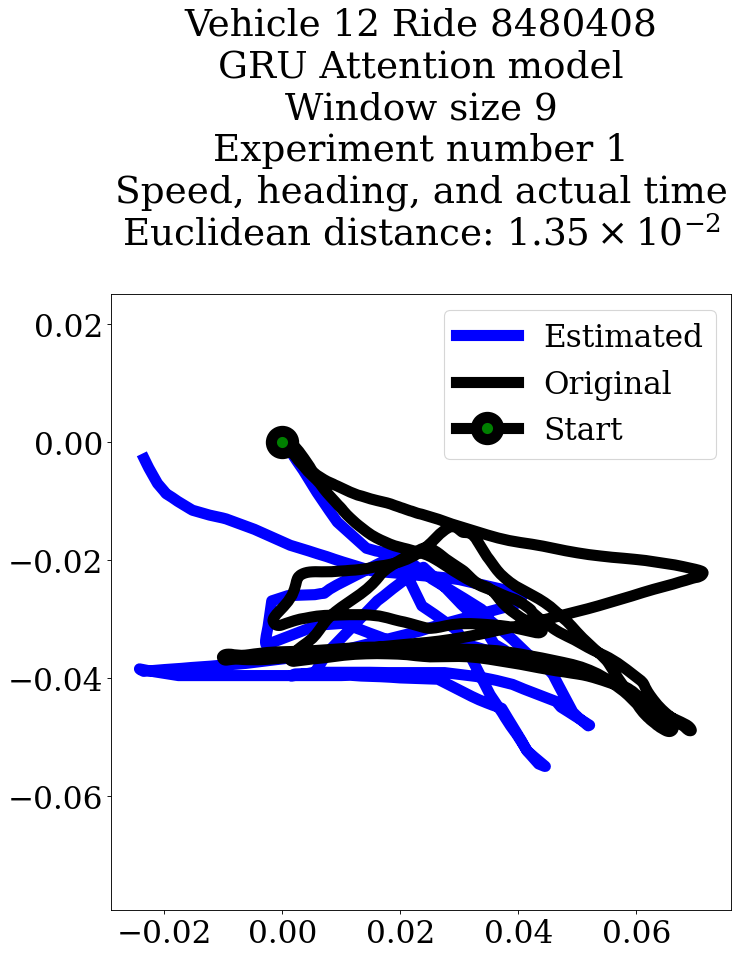 Vehicle 12 Ride 8480408
GRU Attention model
Window size 9
Experiment number 1
Speed, heading, and actual time
Euclidean distance: 1.35 × 10⁻²
Estimated
Original
Start
0.02
0.00
−0.02
−0.04
−0.06
−0.02 0.00 0.02 0.04 0.06